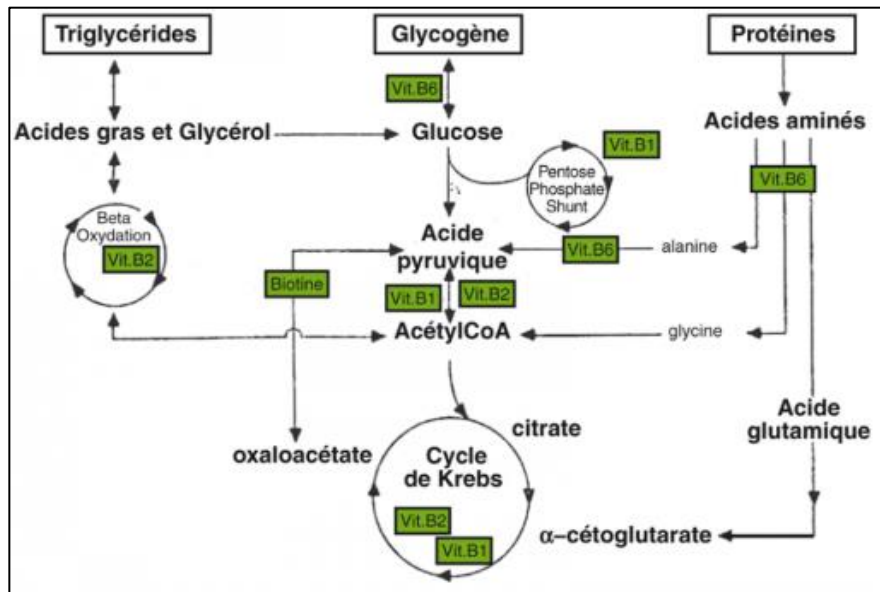 Triglycérides
Glycogène
Protéines
Vit.B6
Acides gras et Glycérol
Glucose
Acides aminés
Vit.B1
Pentose
Phosphate
Shunt
Vit.B6
Beta
Oxydation
Vit.B2
Acide
pyruvique
Vit.B6
alanine
Biotine
Vit.B1
Vit.B2
AcétylCoA
glycine
Acide
glutamique
citrate
oxaloacétate
Cycle
de Krebs
Vit.B2
Vit.B1
α–cétoglutarate